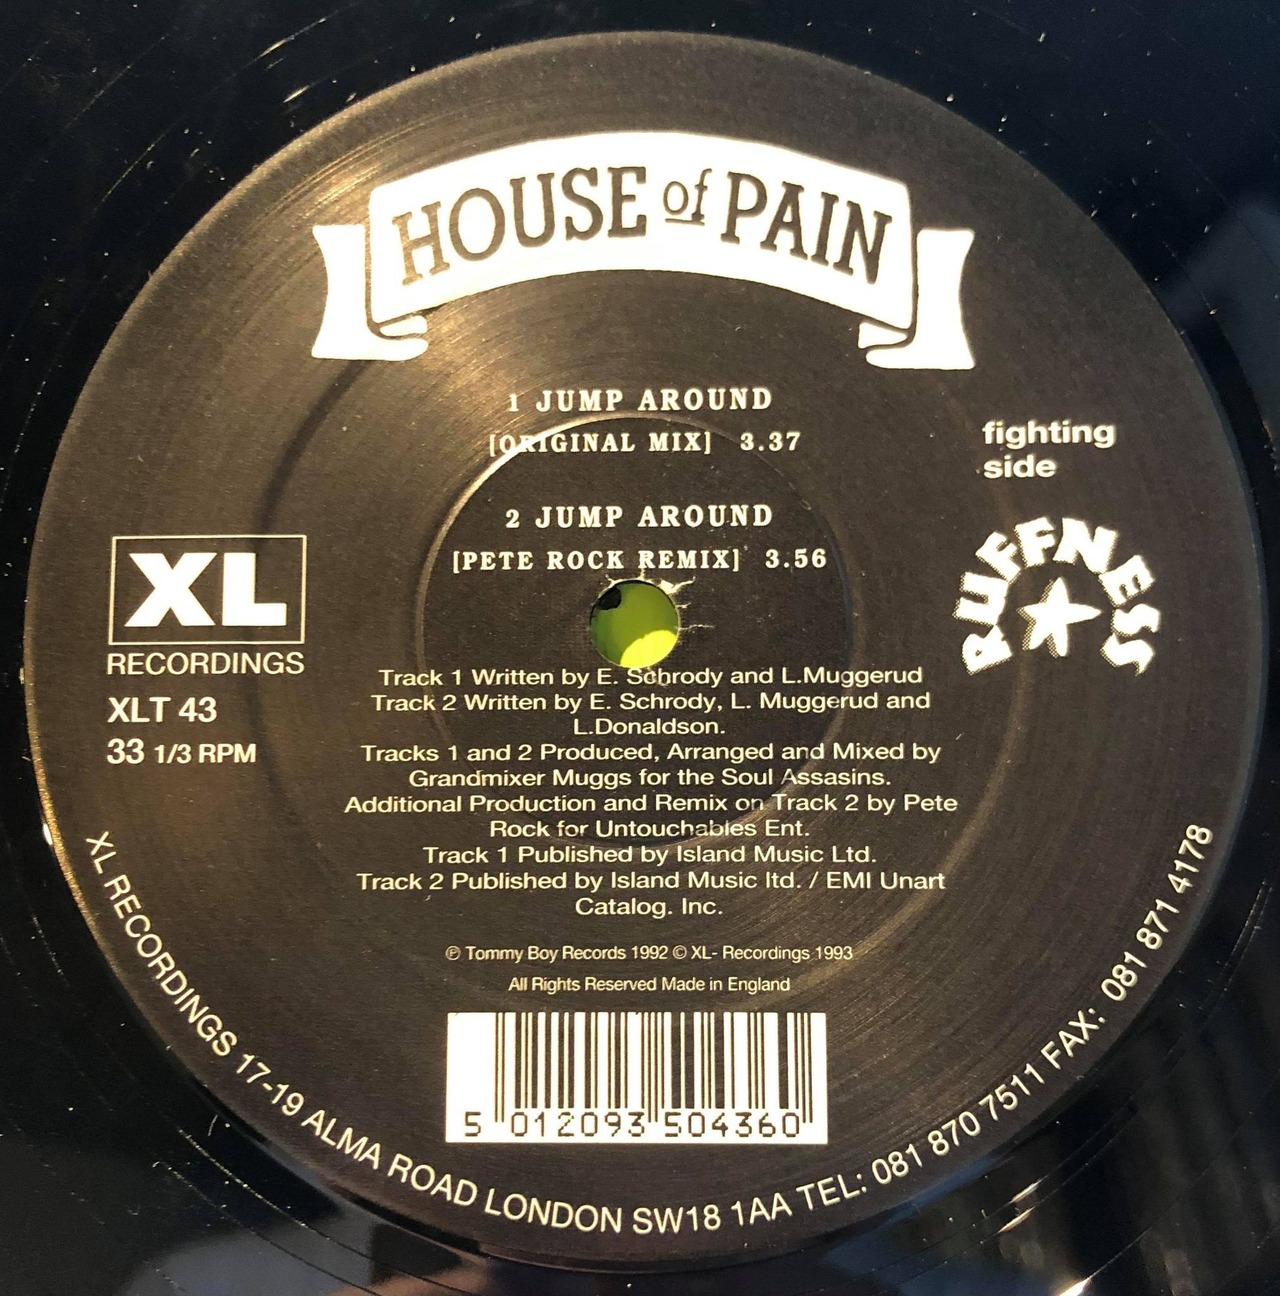 HOUSE of PAIN
1 JUMP AROUND
[ORIGINAL MIX] 3.37
2 JUMP AROUND
[PETE ROCK REMIX] 3.56
fighting
side
RUFFNESS
XL
RECORDINGS
XLT 43
33 1/3 RPM
Track 1 Written by E. Schrody and L.Muggerud
Track 2 Written by E. Schrody, L. Muggerud and
L.Donaldson.
Tracks 1 and 2 Produced, Arranged and Mixed by
Grandmixer Muggs for the Soul Assasins.
Additional Production and Remix on Track 2 by Pete
Rock for Untouchables Ent.
Track 1 Published by Island Music Ltd.
Track 2 Published by Island Music ltd. / EMI Unart
Catalog. Inc.
℗ Tommy Boy Records 1992 © XL- Recordings 1993
All Rights Reserved Made in England
5 012093 504360
XL RECORDINGS 17-19 ALMA ROAD LONDON SW18 1AA TEL: 081 870 7511 FAX: 081 871 4178